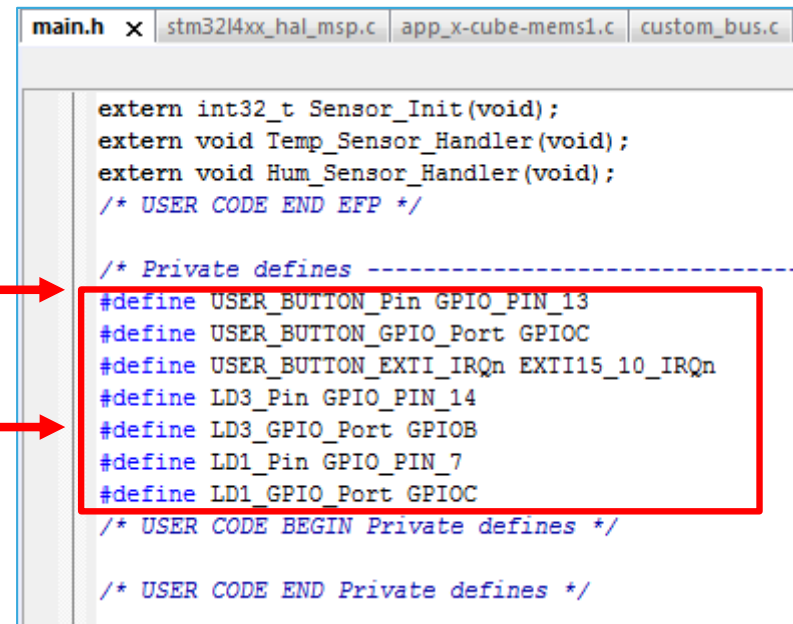 main.h x stm32l4xx_hal_msp.c app_x-cube-mems1.c custom_bus.c
extern int32_t Sensor_Init(void);
extern void Temp_Sensor_Handler(void);
extern void Hum_Sensor_Handler(void);
/* USER CODE END EFP */
/* Private defines --------------------------------
#define USER_BUTTON_Pin GPIO_PIN_13
#define USER_BUTTON_GPIO_Port GPIOC
#define USER_BUTTON_EXTI_IRQn EXTI15_10_IRQn
#define LD3_Pin GPIO_PIN_14
#define LD3_GPIO_Port GPIOB
#define LD1_Pin GPIO_PIN_7
#define LD1_GPIO_Port GPIOC
/* USER CODE BEGIN Private defines */
/* USER CODE END Private defines */